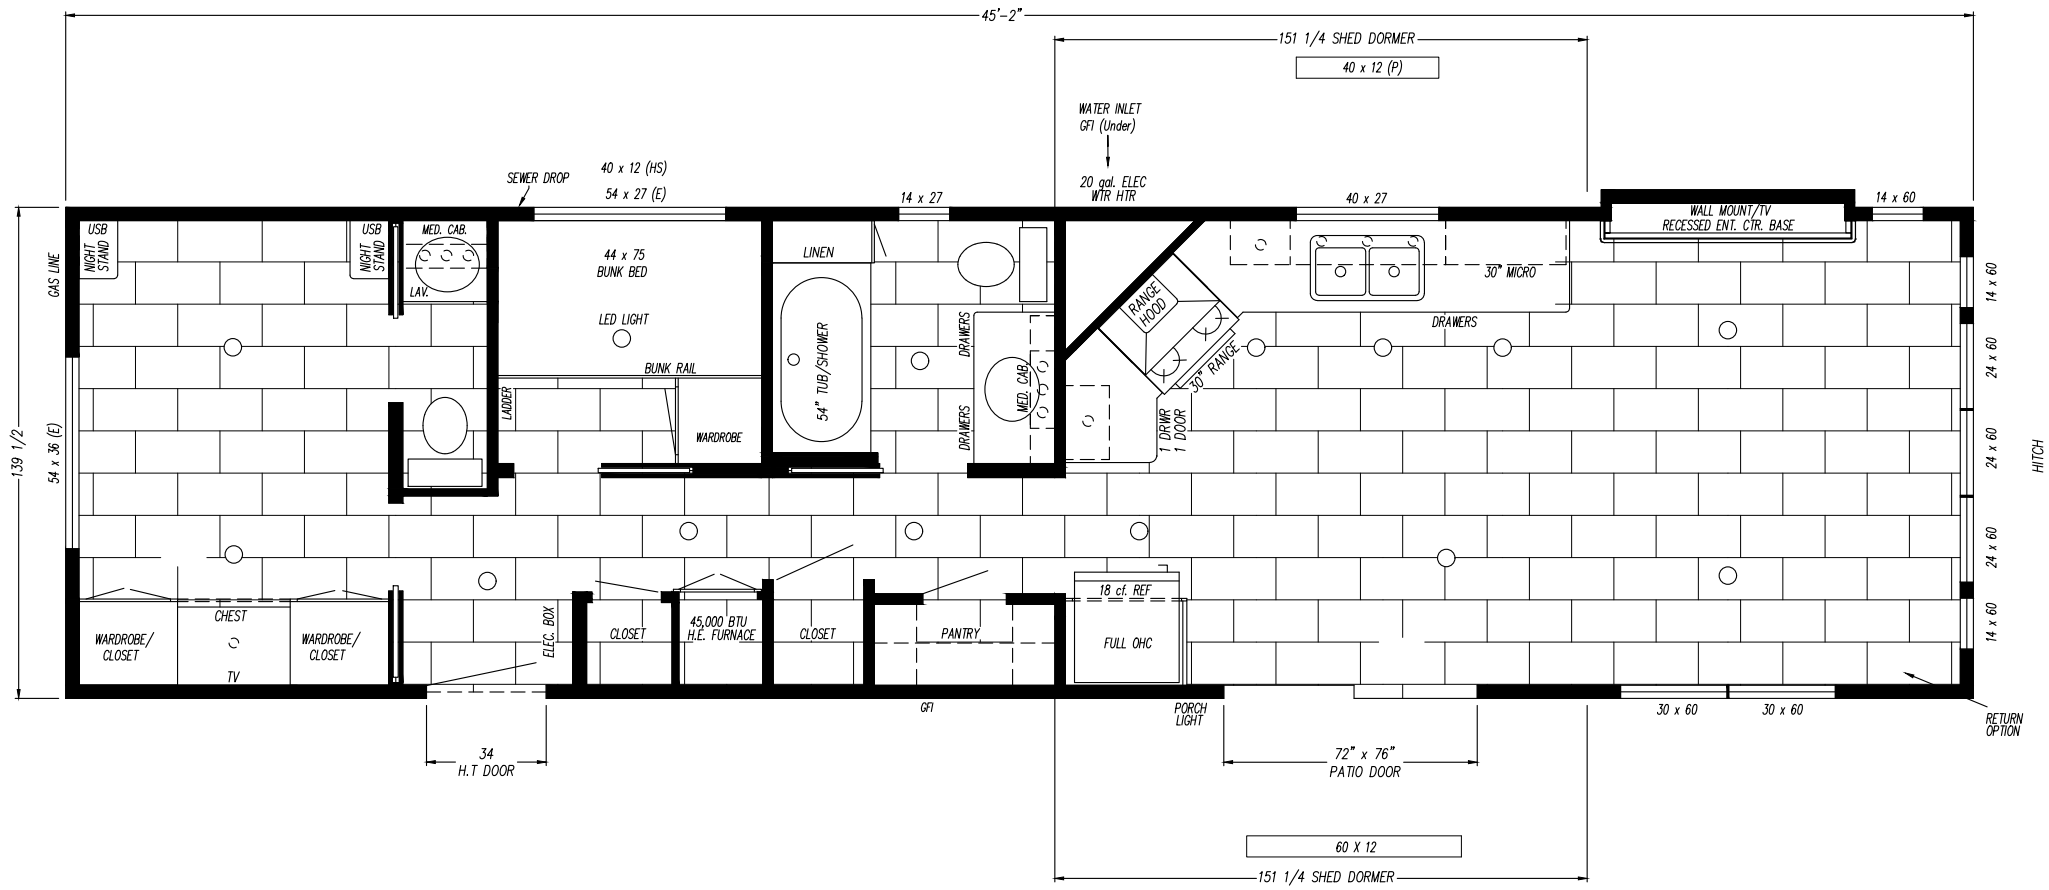 45'-2"
151 1/4 SHED DORMER
40 x 12 (P)
WATER INLET
GFI (Under)
20 gal. ELEC
WTR HTR
SEWER DROP
40 x 12 (HS)
54 x 27 (E)
14 x 27
40 x 27
14 x 60
WALL MOUNT/TV
RECESSED ENT. CTR. BASE
USB
NIGHT
STAND
USB
NIGHT
STAND
MED. CAB.
LAV.
GAS LINE
44 x 75
BUNK BED
LED LIGHT
BUNK RAIL
LADDER
WARDROBE
LINEN
54" TUB/SHOWER
DRAWERS
DRAWERS
MED. CAB.
RANGE
HOOD
30" RANGE
30" MICRO
DRAWERS
1 DRWR
1 DOOR
14 x 60
24 x 60
24 x 60
24 x 60
14 x 60
HITCH
139 1/2
54 x 36 (E)
WARDROBE/
CLOSET
CHEST
TV
WARDROBE/
CLOSET
ELEC. BOX
CLOSET
45,000 BTU
H.E. FURNACE
CLOSET
PANTRY
18 cf. REF
FULL OHC
GFI
PORCH
LIGHT
30 x 60
30 x 60
RETURN
OPTION
34
H.T DOOR
72" x 76"
PATIO DOOR
60 X 12
151 1/4 SHED DORMER